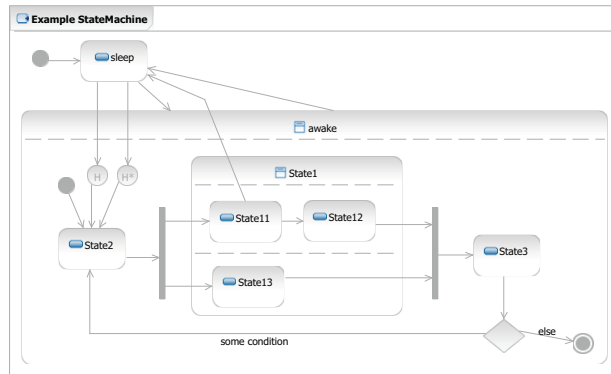 Example StateMachine
sleep
awake
H
H*
State1
State11
State12
State2
State3
State13
else
some condition